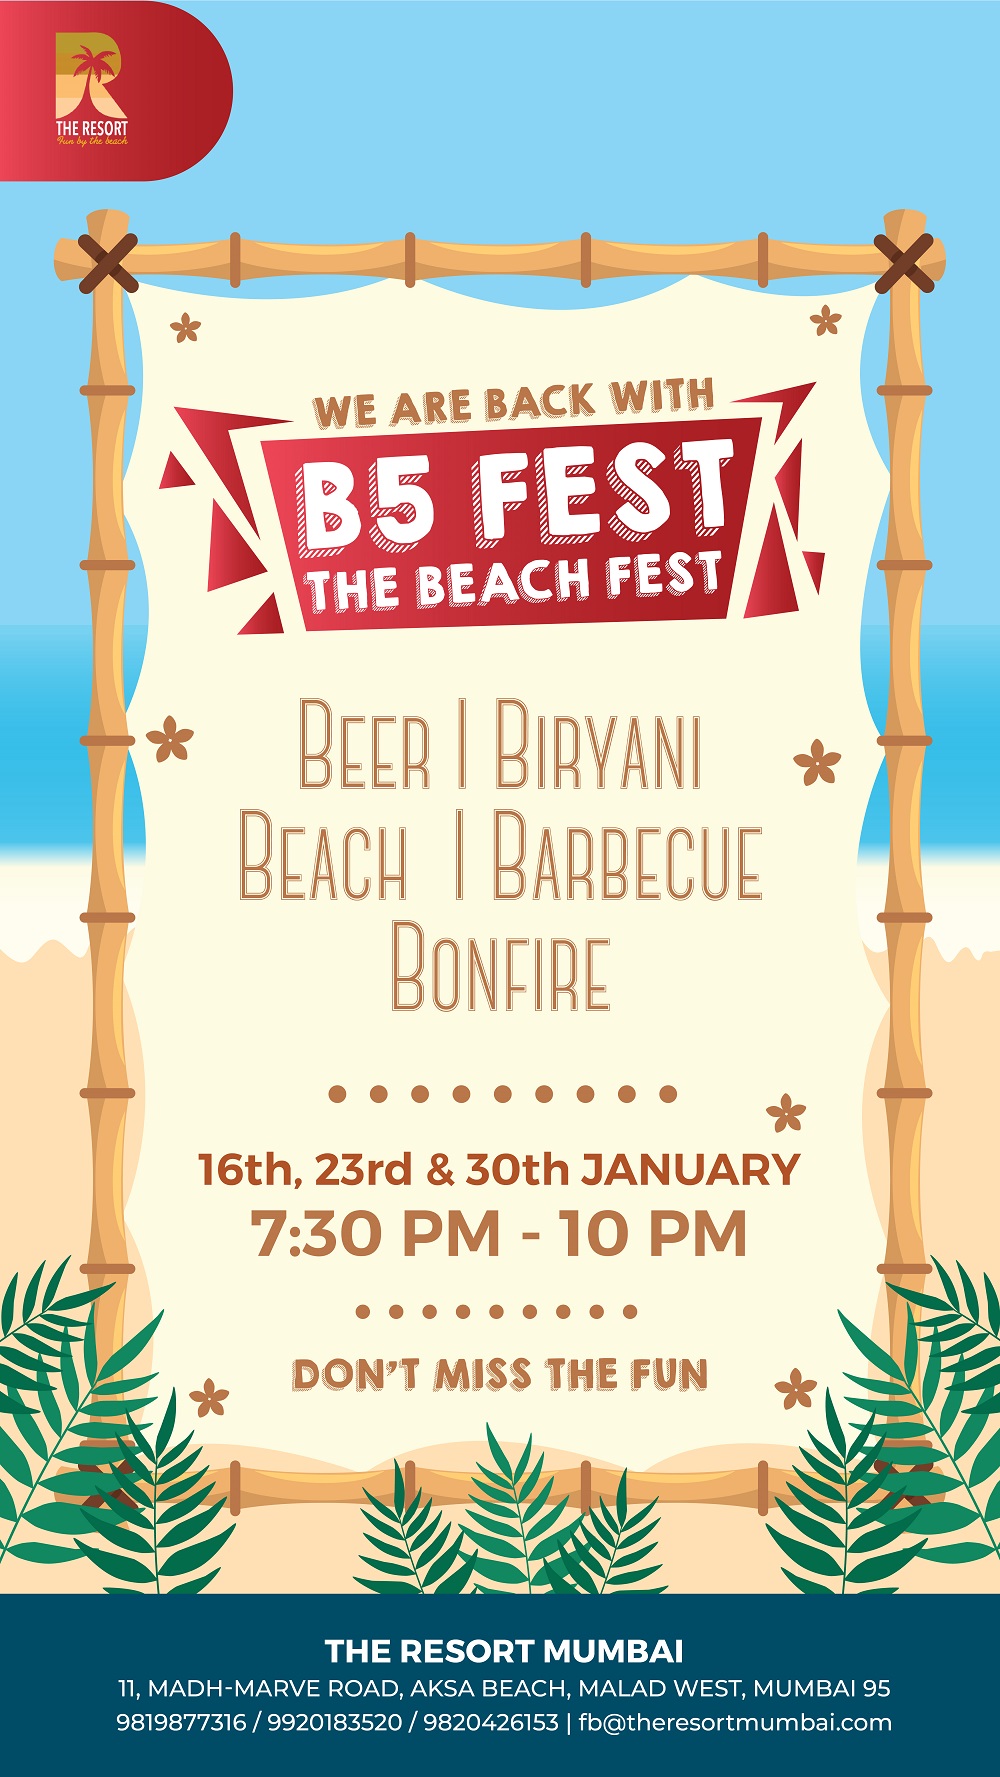 THE RESORT
Fun by the beach
WE ARE BACK WITH
B5 FEST
THE BEACH FEST
BEER | BIRYANI
BEACH | BARBECUE
BONFIRE
16th, 23rd & 30th JANUARY
7:30 PM - 10 PM
DON'T MISS THE FUN
THE RESORT MUMBAI
11, MADH-MARVE ROAD, AKSA BEACH, MALAD WEST, MUMBAI 95
9819877316 / 9920183520 / 9820426153 | fb@theresortmumbai.com